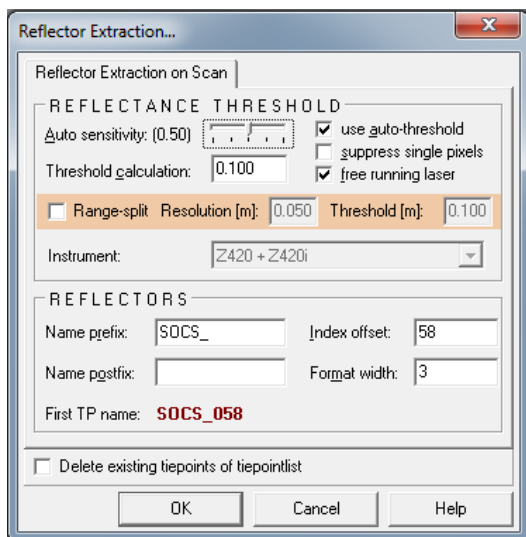 Reflector Extraction...
Reflector Extraction on Scan
REFLECTANCE THRESHOLD
Auto sensitivity: (0.50)
use auto-threshold
suppress single pixels
Threshold calculation: 0.100
free running laser
Range-split Resolution [m]: 0.050 Threshold [m]: 0.100
Instrument: Z420 + Z420i
REFLECTORS
Name prefix: SOCS_ Index offset: 58
Name postfix: Format width: 3
First TP name: SOCS_058
Delete existing tiepoints of tiepointlist
OK Cancel Help